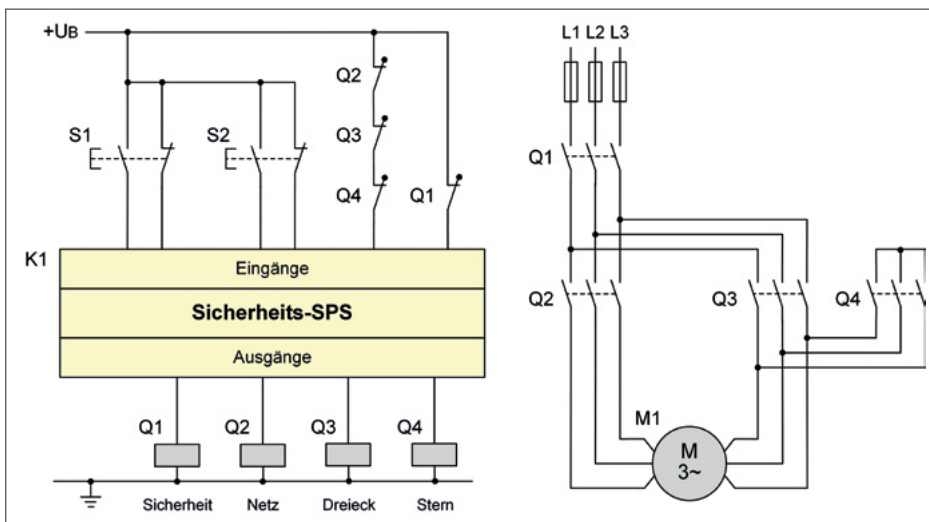 +UB
L1 L2 L3
Q2
S1
S2
Q3
Q1
Q4
Q1
K1
Eingänge
Sicherheits-SPS
Ausgänge
Q2
Q3
Q4
Q1
Q2
Q3
Q4
M1
M
3~
Sicherheit
Netz
Dreieck
Stern